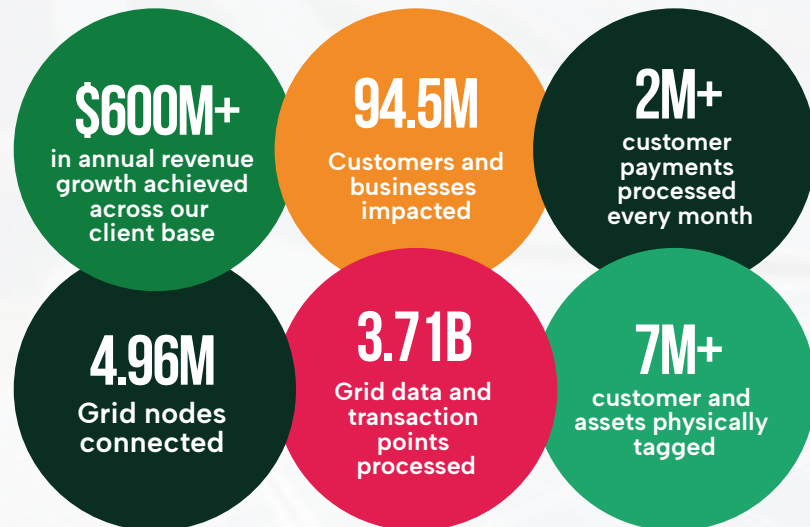 $600M+
in annual revenue
growth achieved
across our
client base
94.5M
Customers and
businesses
impacted
2M+
customer
payments
processed
every month
4.96M
Grid nodes
connected
3.71B
Grid data and
transaction
points
processed
7M+
customer and
assets physically
tagged